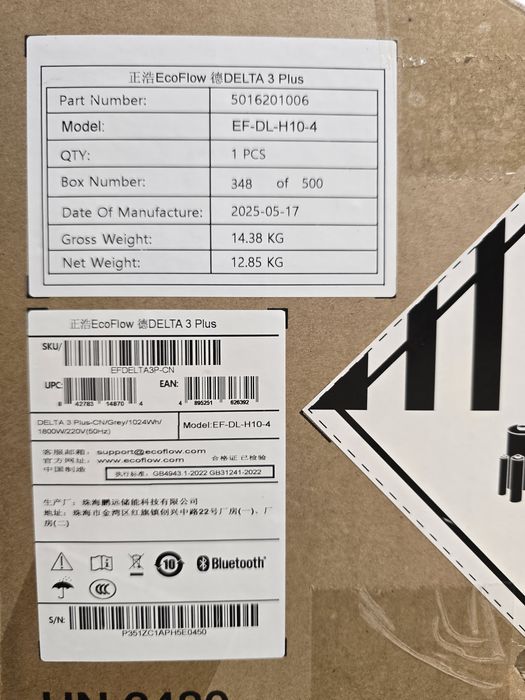 正浩EcoFlow 德DELTA 3 Plus
Part Number: 5016201006
Model: EF-DL-H10-4
QTY: 1 PCS
Box Number: 348 of 500
Date Of Manufacture: 2025-05-17
Gross Weight: 14.38 KG
Net Weight: 12.85 KG
正浩EcoFlow 德DELTA 3 Plus
SKU/
EFDELTA3P-CN
UPC: EAN:
8 42783 14870 4 4 895251 626392
DELTA 3 Plus-CN/Grey/1024Wh/
1800W/220V(50Hz)
Model:EF-DL-H10-4
客服邮箱: support@ecoflow.com
官方网址: www.ecoflow.com 合格证 已检验
中国制造 执行标准: GB4943.1-2022 GB31241-2022
生产厂: 珠海鹏远储能科技有限公司
地址: 珠海市金湾区红旗镇创兴中路22号厂房(一)、厂
房(二)
10 Bluetooth®
CCC
S/N:
P351ZC1APH5E0450